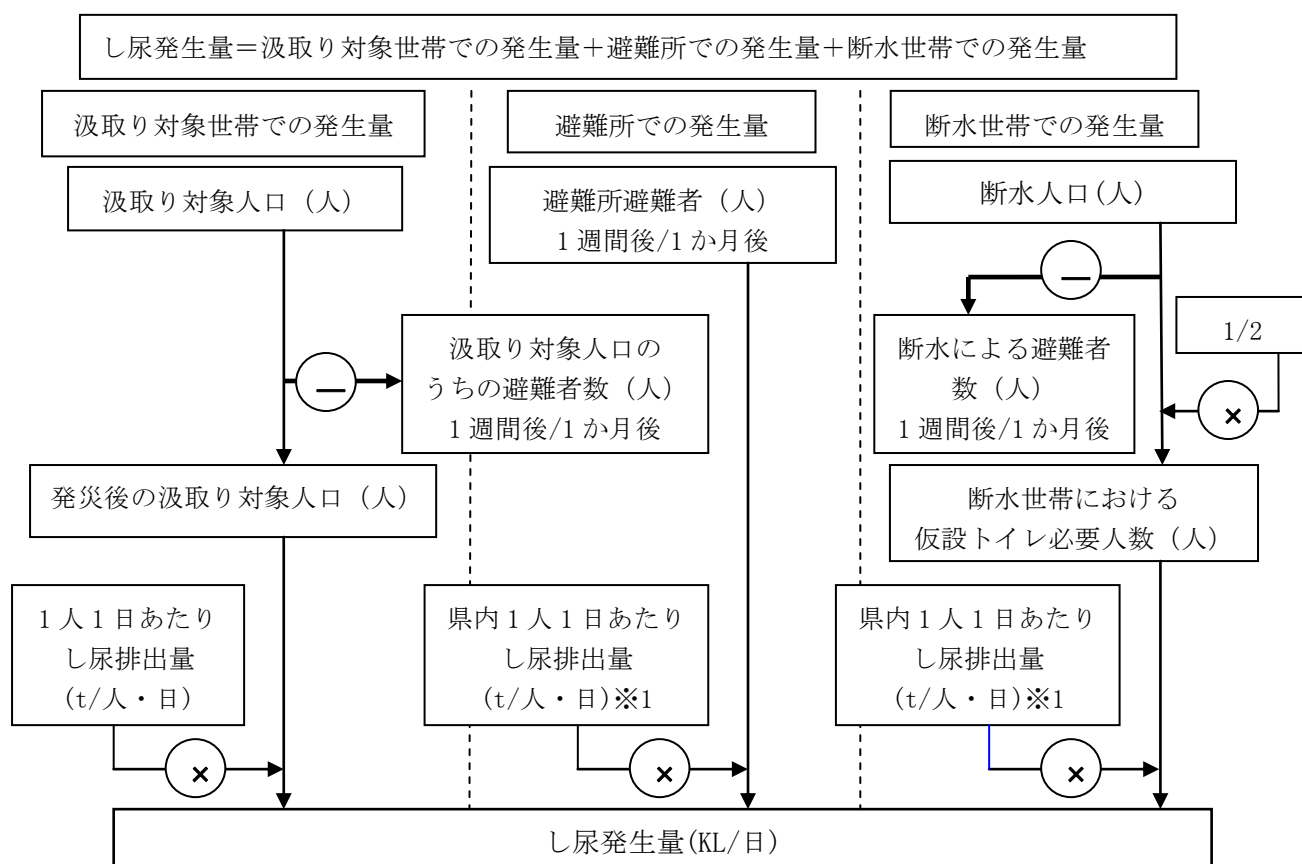 し尿発生量＝汲取り対象世帯での発生量＋避難所での発生量＋断水世帯での発生量
汲取り対象世帯での発生量
避難所での発生量
断水世帯での発生量
汲取り対象人口（人）
避難所避難者（人）
1週間後/1か月後
断水人口(人)
－
1/2
汲取り対象人口の
うちの避難者数（人）
1週間後/1か月後
－
断水による避難者
数（人）
1週間後/1か月後
×
発災後の汲取り対象人口（人）
断水世帯における
仮設トイレ必要人数（人）
1人1日あたり
し尿排出量
(t/人・日)
県内1人1日あたり
し尿排出量
(t/人・日)※1
県内1人1日あたり
し尿排出量
(t/人・日)※1
×
×
×
し尿発生量(KL/日)